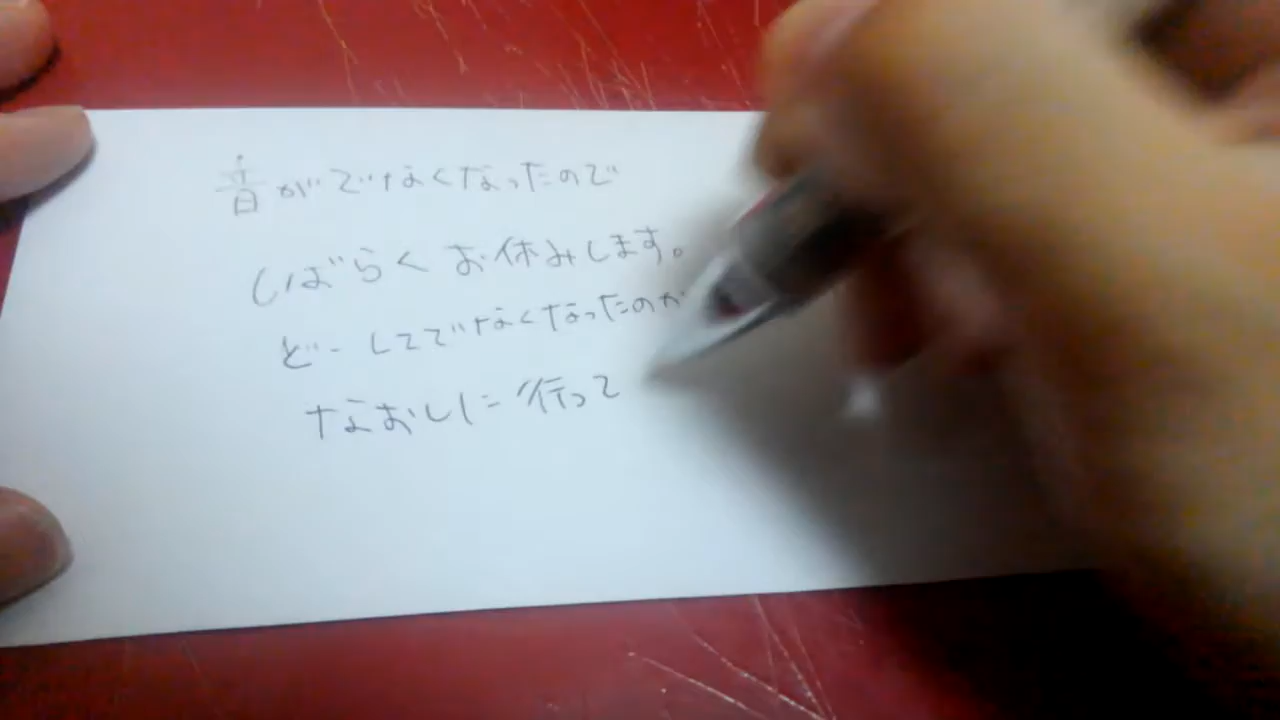 音がでなくなったので
しばらくお休みします。
どーしてでなくなったのか
なおしに行って